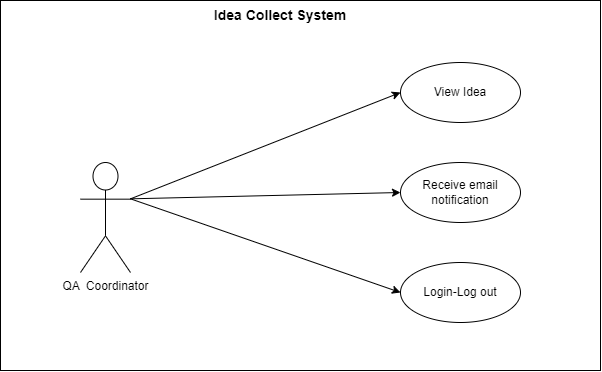 Idea Collect System
View Idea
Receive email
notification
Login-Log out
QA  Coordinator